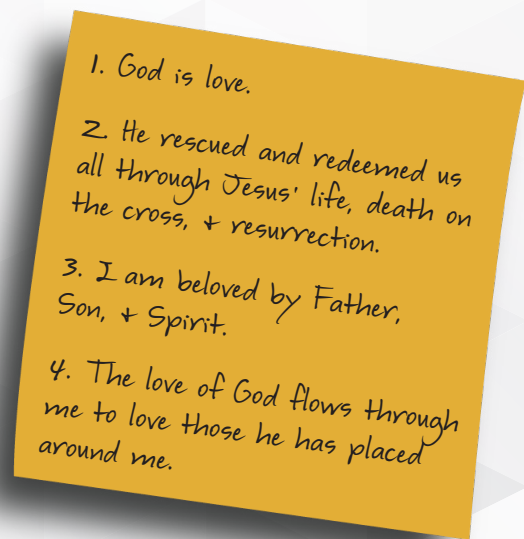 1. God is love.
2. He rescued and redeemed us
all through Jesus' life, death on
the cross, + resurrection.
3. I am beloved by Father,
Son, + Spirit.
4. The love of God flows through
me to love those he has placed
around me.